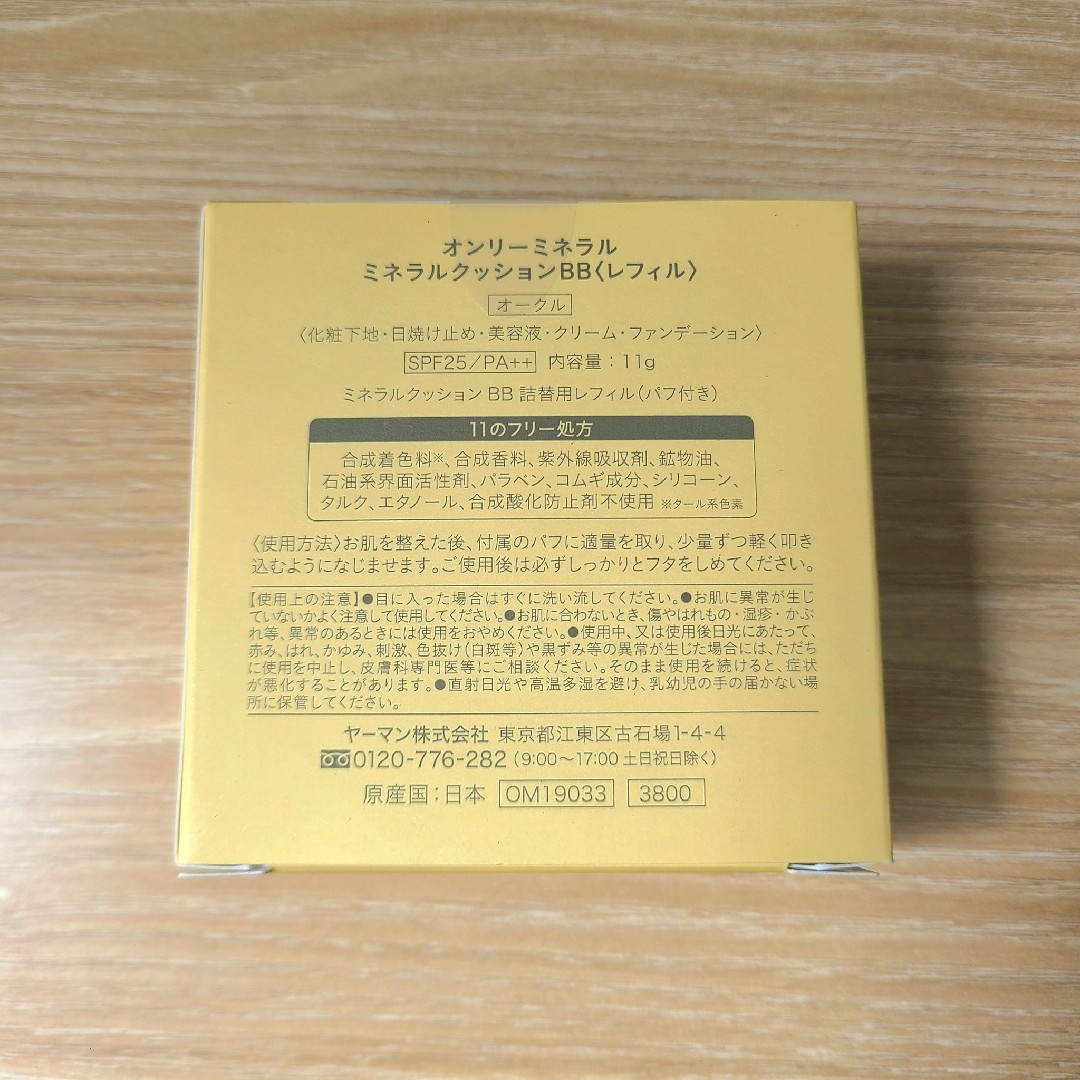 オンリーミネラル
ミネラルクッションBB〈レフィル〉
オークル
〈化粧下地・日焼け止め・美容液・クリーム・ファンデーション〉
SPF25/PA++ 内容量：11g
ミネラルクッション BB 詰替用レフィル（パフ付き）
11のフリー処方
合成着色料※、合成香料、紫外線吸収剤、鉱物油、
石油系界面活性剤、パラベン、コムギ成分、シリコーン、
タルク、エタノール、合成酸化防止剤不使用 ※タール系色素
〈使用方法〉お肌を整えた後、付属のパフに適量を取り、少量ずつ軽く叩き
込むようになじませます。ご使用後は必ずしっかりとフタをしめてください。
【使用上の注意】●目に入った場合はすぐに洗い流してください。●お肌に異常が生じ
ていないかよく注意して使用してください。●お肌に合わないとき、傷やはれもの・湿疹・かぶ
れ等、異常のあるときには使用をおやめください。●使用中、又は使用後日光にあたって、
赤み、はれ、かゆみ、刺激、色抜け（白斑等）や黒ずみ等の異常が生じた場合には、ただち
に使用を中止し、皮膚科専門医等にご相談ください。そのまま使用を続けると、症状
が悪化することがあります。●直射日光や高温多湿を避け、乳幼児の手の届かない場
所に保管してください。
ヤーマン株式会社 東京都江東区古石場1-4-4
0120-776-282（9:00〜17:00 土日祝日除く）
原産国：日本 OM19033 3800